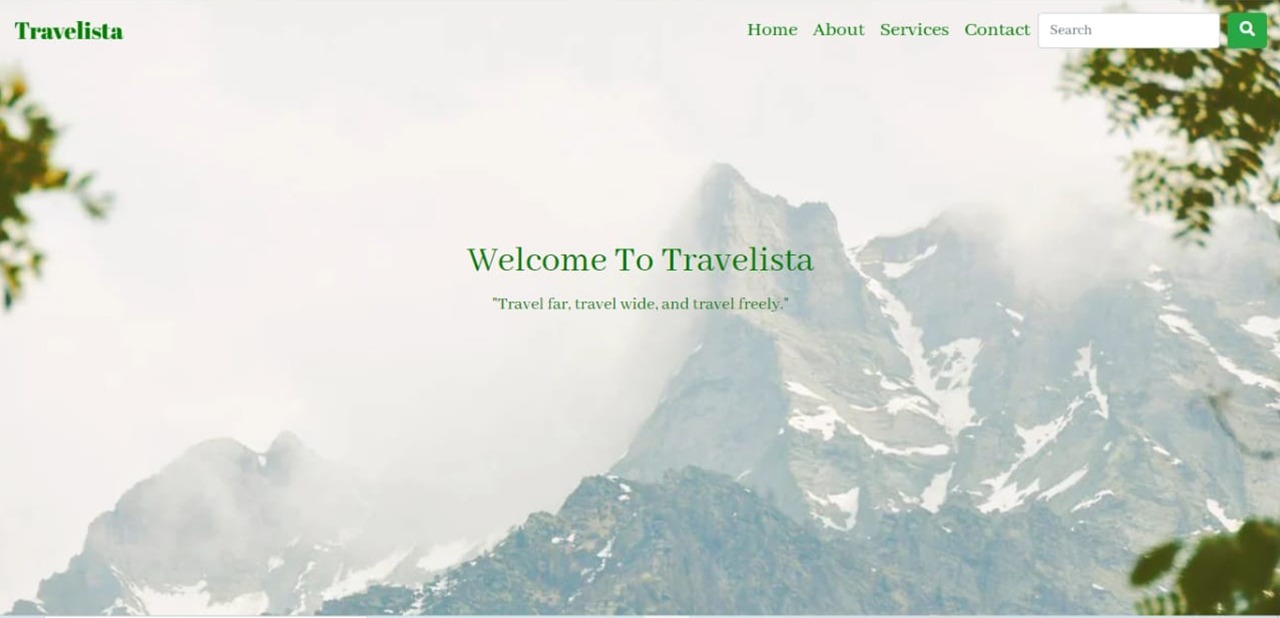 Travelista
Home About Services Contact Search
Welcome To Travelista
"Travel far, travel wide, and travel freely."